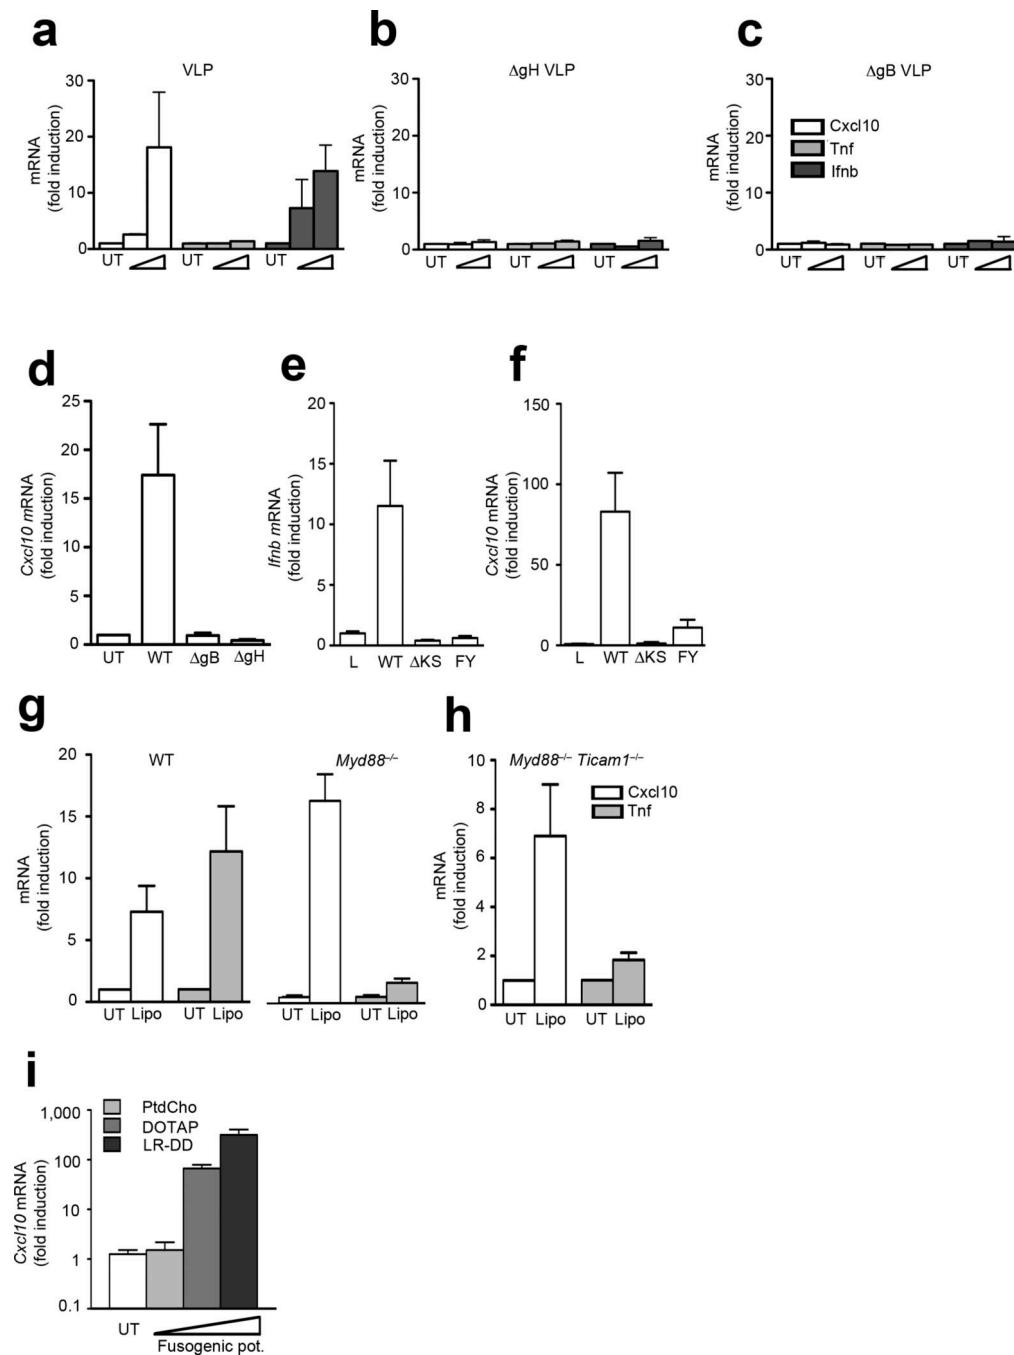 a
VLP
mRNA
(fold induction)
30
20
10
0
UT
UT
UT
b
ΔgH VLP
mRNA
(fold induction)
30
20
10
0
UT
UT
UT
c
ΔgB VLP
mRNA
(fold induction)
30
20
10
0
Cxcl10
Tnf
Ifnb
UT
UT
UT
d
Cxcl10 mRNA
(fold induction)
25
20
15
10
5
0
UT WT ΔgB ΔgH
e
Ifnb mRNA
(fold induction)
20
15
10
5
0
L WT ΔKS FY
f
Cxcl10 mRNA
(fold induction)
150
100
50
0
L WT ΔKS FY
g
WT
Myd88–/–
mRNA
(fold induction)
20
15
10
5
0
UT Lipo UT Lipo
UT Lipo UT Lipo
h
Myd88–/– Ticam1–/–
Cxcl10
Tnf
mRNA
(fold induction)
10
8
6
4
2
0
UT Lipo UT Lipo
i
PtdCho
DOTAP
LR-DD
Cxcl10 mRNA
(fold induction)
1,000
100
10
1
0.1
UT
Fusogenic pot.